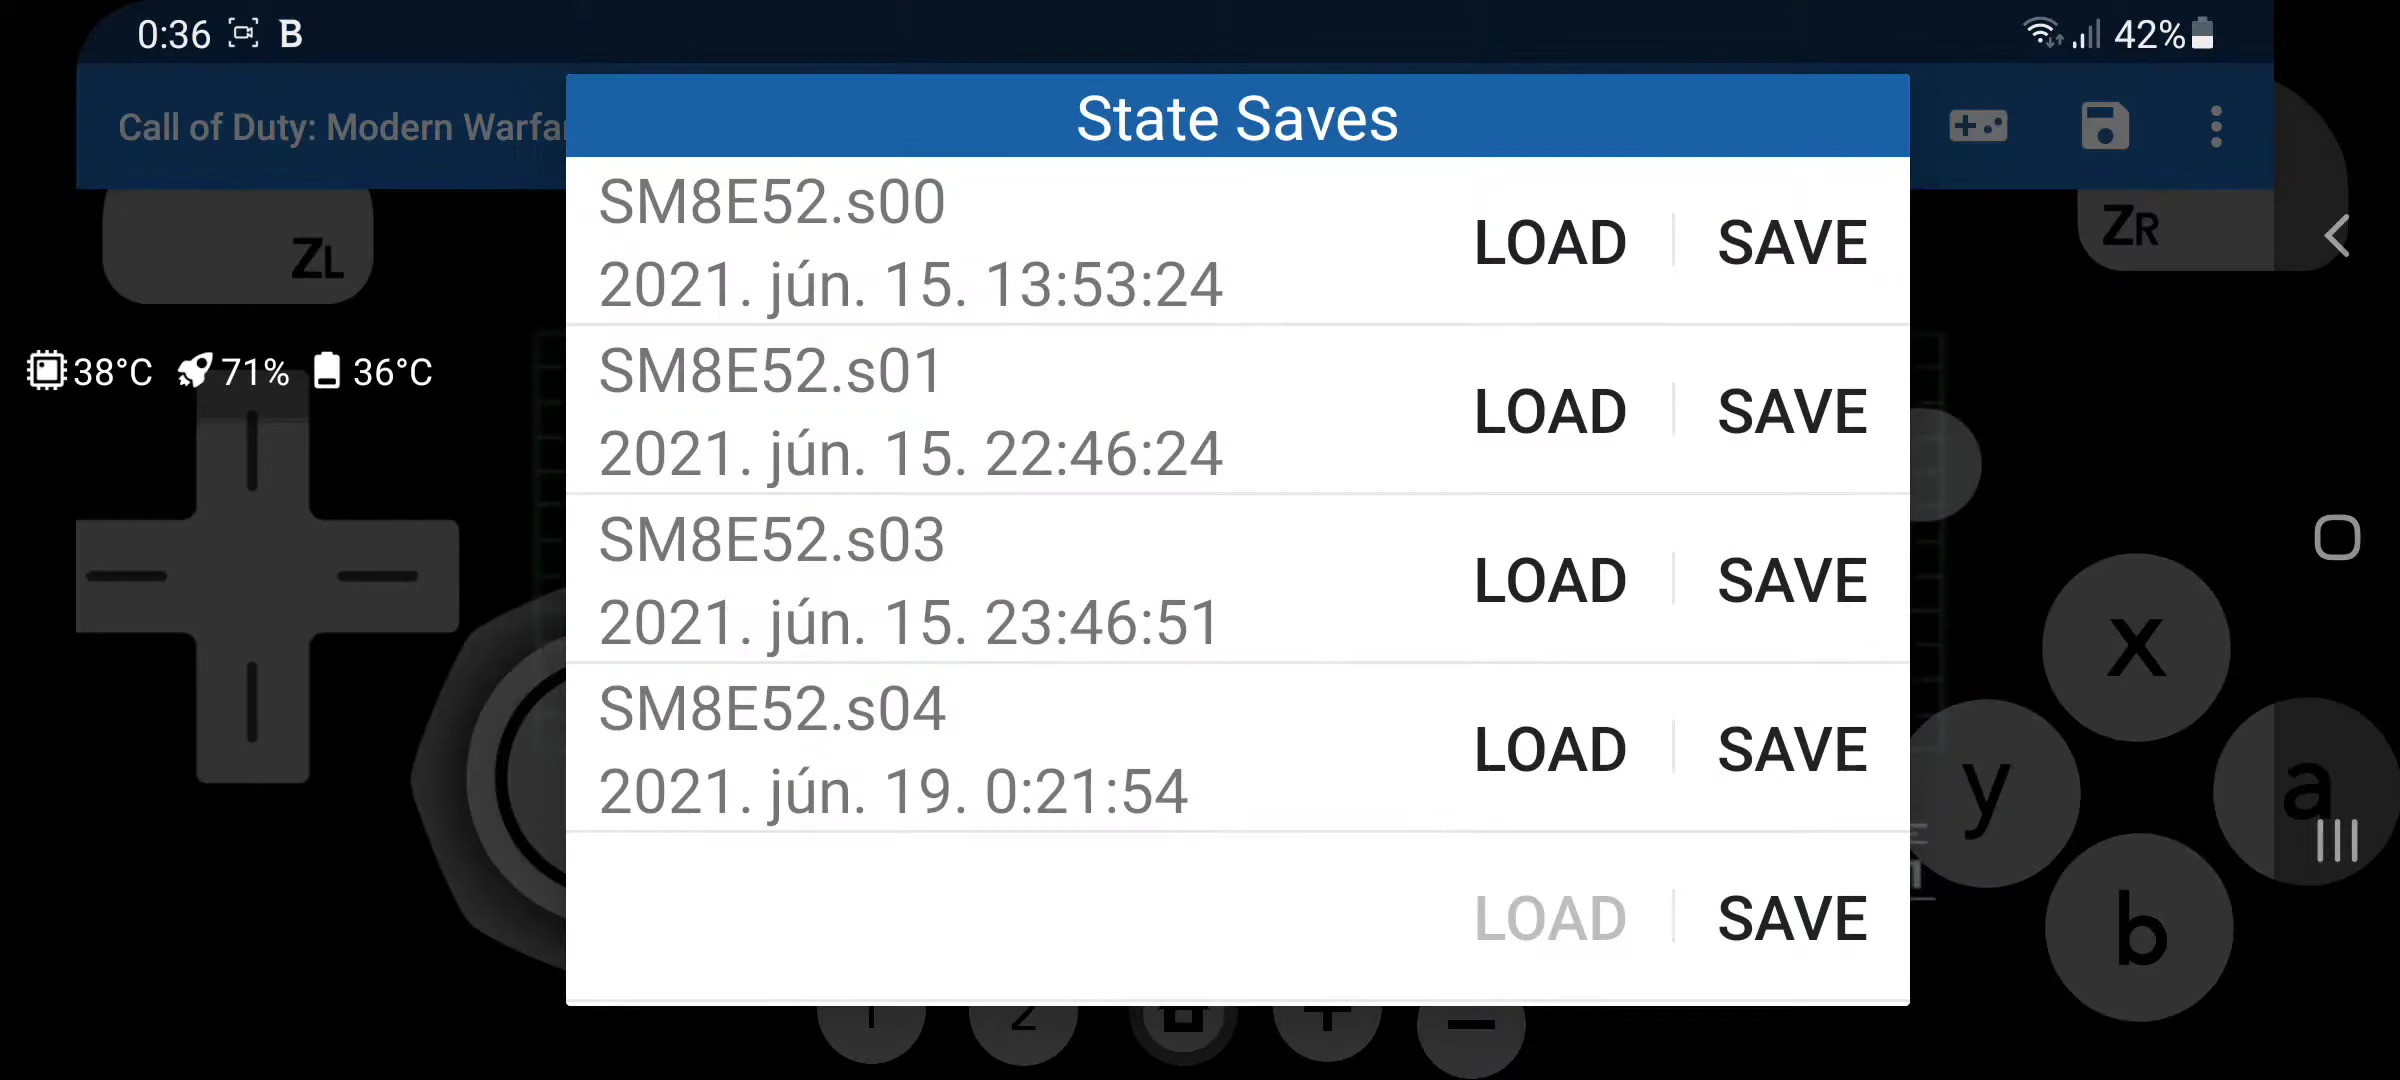 0:36 B 42%
Call of Duty: Modern Warfa
State Saves
ZL
ZR
SM8E52.s00
2021. jún. 15. 13:53:24
LOAD SAVE
38°C 71% 36°C
SM8E52.s01
2021. jún. 15. 22:46:24
LOAD SAVE
SM8E52.s03
2021. jún. 15. 23:46:51
LOAD SAVE
X
SM8E52.s04
2021. jún. 19. 0:21:54
LOAD SAVE
y
a
LOAD SAVE
b
1 2 + −